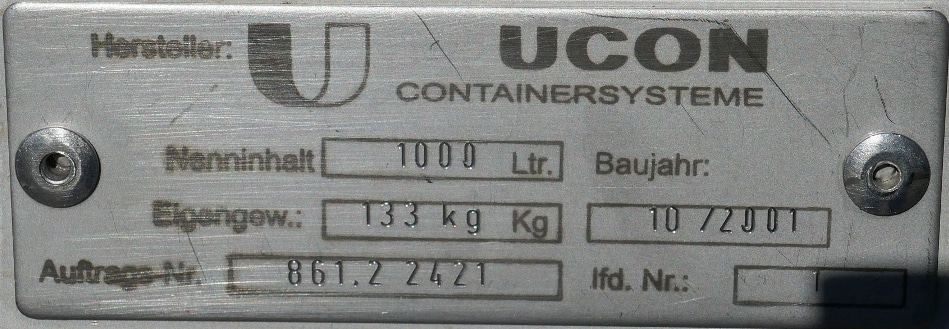 Hersteller: U UCON
CONTAINERSYSTEME
Nenninhalt 1000 Ltr. Baujahr:
Eigengew.: 133 kg Kg 10/2001
Auftrags-Nr. 861.2 2421 lfd. Nr.: 1